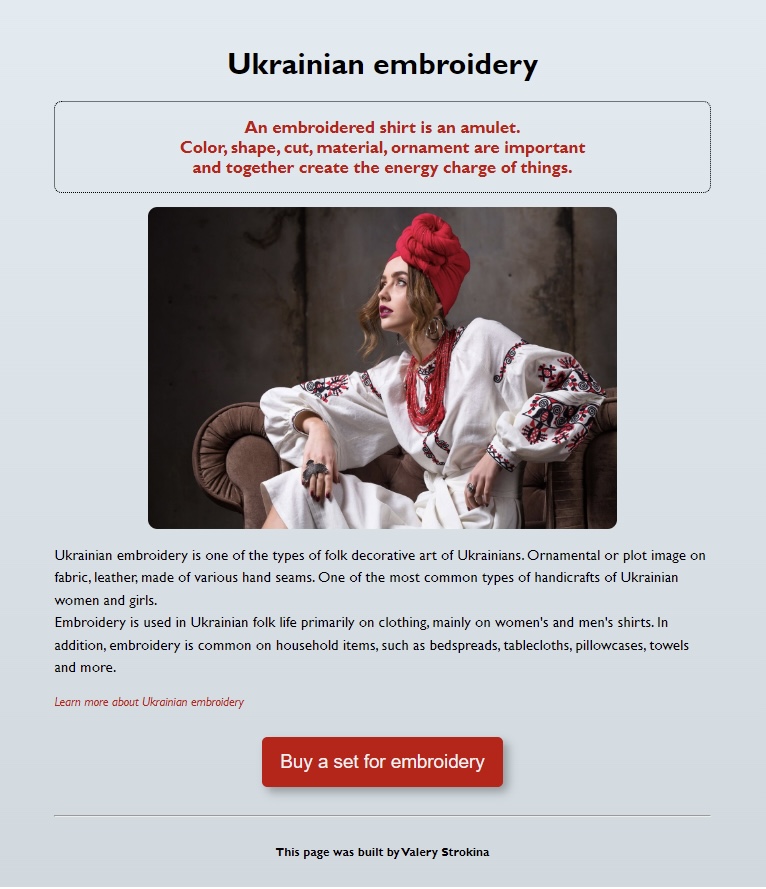 Ukrainian embroidery
An embroidered shirt is an amulet.
Color, shape, cut, material, ornament are important
and together create the energy charge of things.
Ukrainian embroidery is one of the types of folk decorative art of Ukrainians. Ornamental or plot image on
fabric, leather, made of various hand seams. One of the most common types of handicrafts of Ukrainian
women and girls.
Embroidery is used in Ukrainian folk life primarily on clothing, mainly on women's and men's shirts. In
addition, embroidery is common on household items, such as bedspreads, tablecloths, pillowcases, towels
and more.
Learn more about Ukrainian embroidery
Buy a set for embroidery
This page was built by Valery Strokina